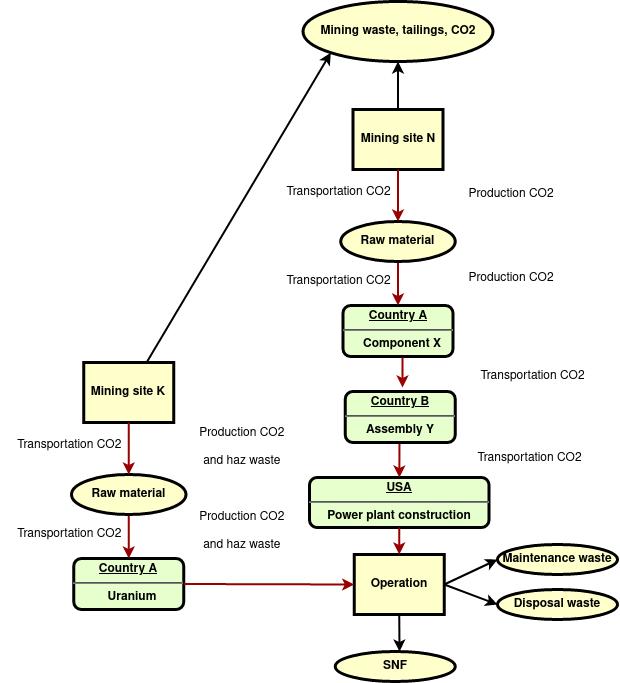 Mining waste, tailings, CO2
Mining site N
Transportation CO2
Production CO2
Raw material
Transportation CO2
Production CO2
Country A
Component X
Transportation CO2
Country B
Assembly Y
Transportation CO2
USA
Power plant construction
Mining site K
Transportation CO2
Production CO2
and haz waste
Raw material
Transportation CO2
Production CO2
and haz waste
Country A
Uranium
Operation
Maintenance waste
Disposal waste
SNF